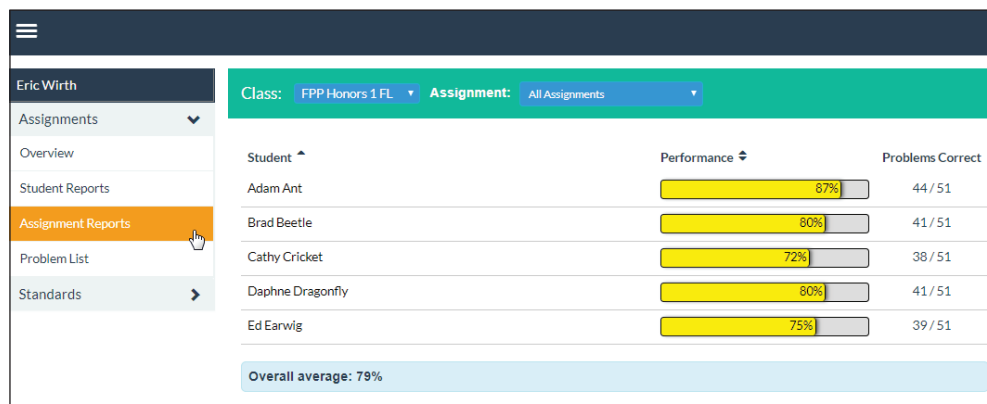 Eric Wirth
Assignments
Overview
Student Reports
Assignment Reports
Problem List
Standards
Class: FPP Honors 1 FL Assignment: All Assignments
Student Performance Problems Correct
Adam Ant 87% 44 / 51
Brad Beetle 80% 41 / 51
Cathy Cricket 72% 38 / 51
Daphne Dragonfly 80% 41 / 51
Ed Earwig 75% 39 / 51
Overall average: 79%